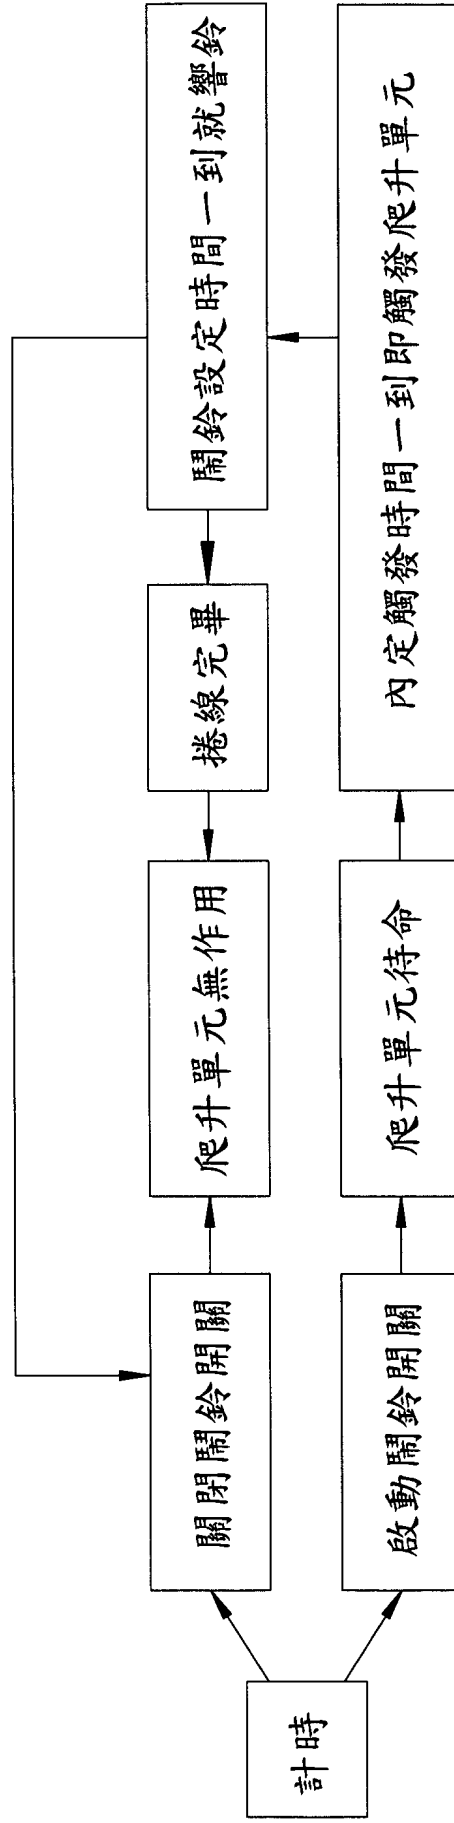 計時
關閉鬧鈴開關
爬升單元無作用
捲線完畢
鬧鈴設定時間一到就響鈴
啟動鬧鈴開關
爬升單元待命
內定觸發時間一到即觸發爬升單元